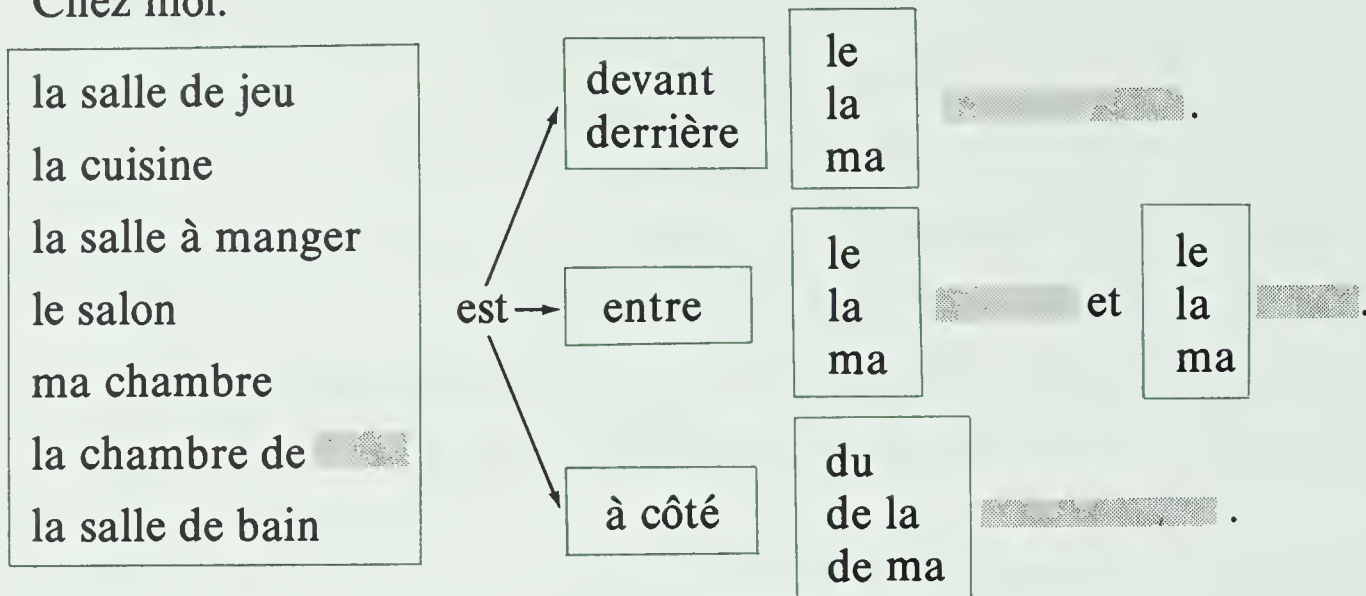 Chez moi:
la salle de jeu
la cuisine
la salle à manger
le salon
ma chambre
la chambre de
la salle de bain
est
devant
derrière
le
la
ma
.
entre
le
la
ma
et
le
la
ma
.
à côté
du
de la
de ma
.